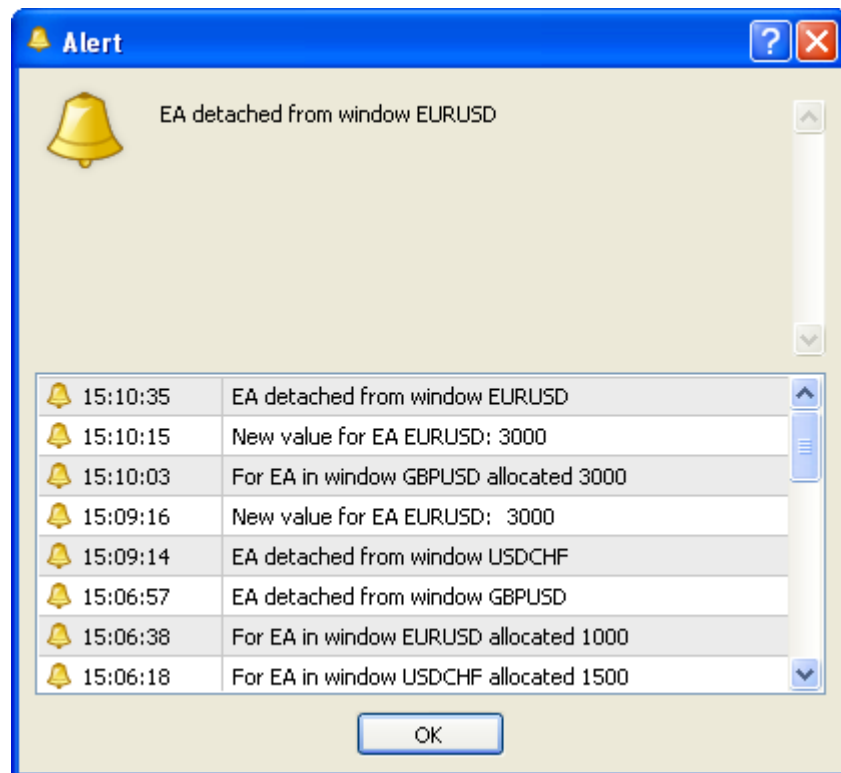 Alert
EA detached from window EURUSD
15:10:35 EA detached from window EURUSD
15:10:15 New value for EA EURUSD: 3000
15:10:03 For EA in window GBPUSD allocated 3000
15:09:16 New value for EA EURUSD:  3000
15:09:14 EA detached from window USDCHF
15:06:57 EA detached from window GBPUSD
15:06:38 For EA in window EURUSD allocated 1000
15:06:18 For EA in window USDCHF allocated 1500
OK